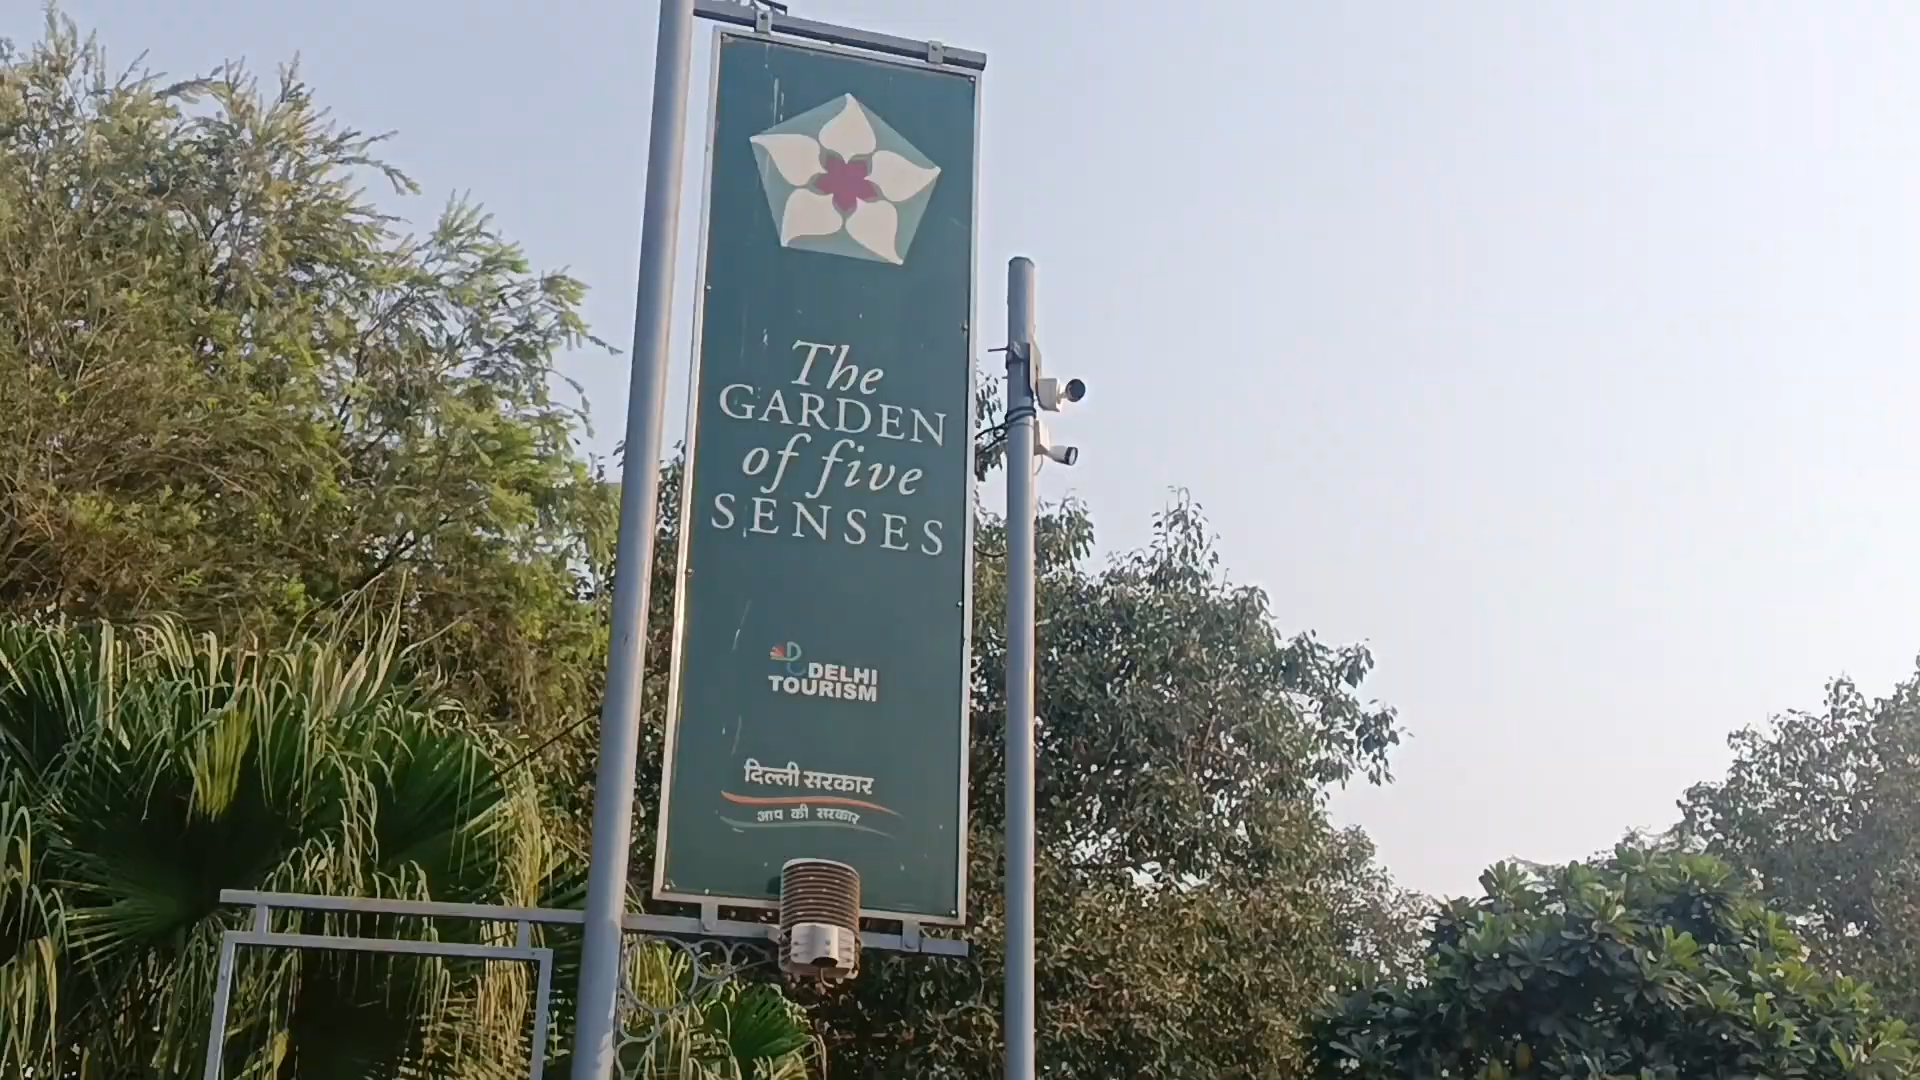 The
GARDEN
of five
SENSES
DELHI
TOURISM
दिल्ली सरकार
आप की सरकार